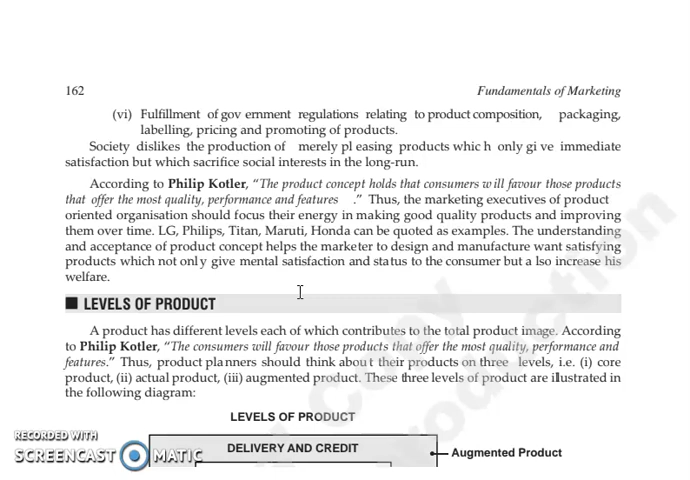 162 Fundamentals of Marketing
(vi) Fulfillment of gov ernment regulations relating to product composition, packaging,
labelling, pricing and promoting of products.
Society dislikes the production of merely pl easing products whic h only gi ve immediate
satisfaction but which sacrifice social interests in the long-run.
According to Philip Kotler, “The product concept holds that consumers w ill favour those products
that offer the most quality, performance and features .” Thus, the marketing executives of product
oriented organisation should focus their energy in making good quality products and improving
them over time. LG, Philips, Titan, Maruti, Honda can be quoted as examples. The understanding
and acceptance of product concept helps the marketer to design and manufacture want satisfying
products which not only give mental satisfaction and status to the consumer but a lso increase his
welfare.
LEVELS OF PRODUCT
A product has different levels each of which contributes to the total product image. According
to Philip Kotler, “The consumers will favour those products that offer the most quality, performance and
features.” Thus, product planners should think about their products on three levels, i.e. (i) core
product, (ii) actual product, (iii) augmented product. These three levels of product are illustrated in
the following diagram:
LEVELS OF PRODUCT
DELIVERY AND CREDIT
Augmented Product
RECORDED WITH
SCREENCAST MATIC
Copy
roduction